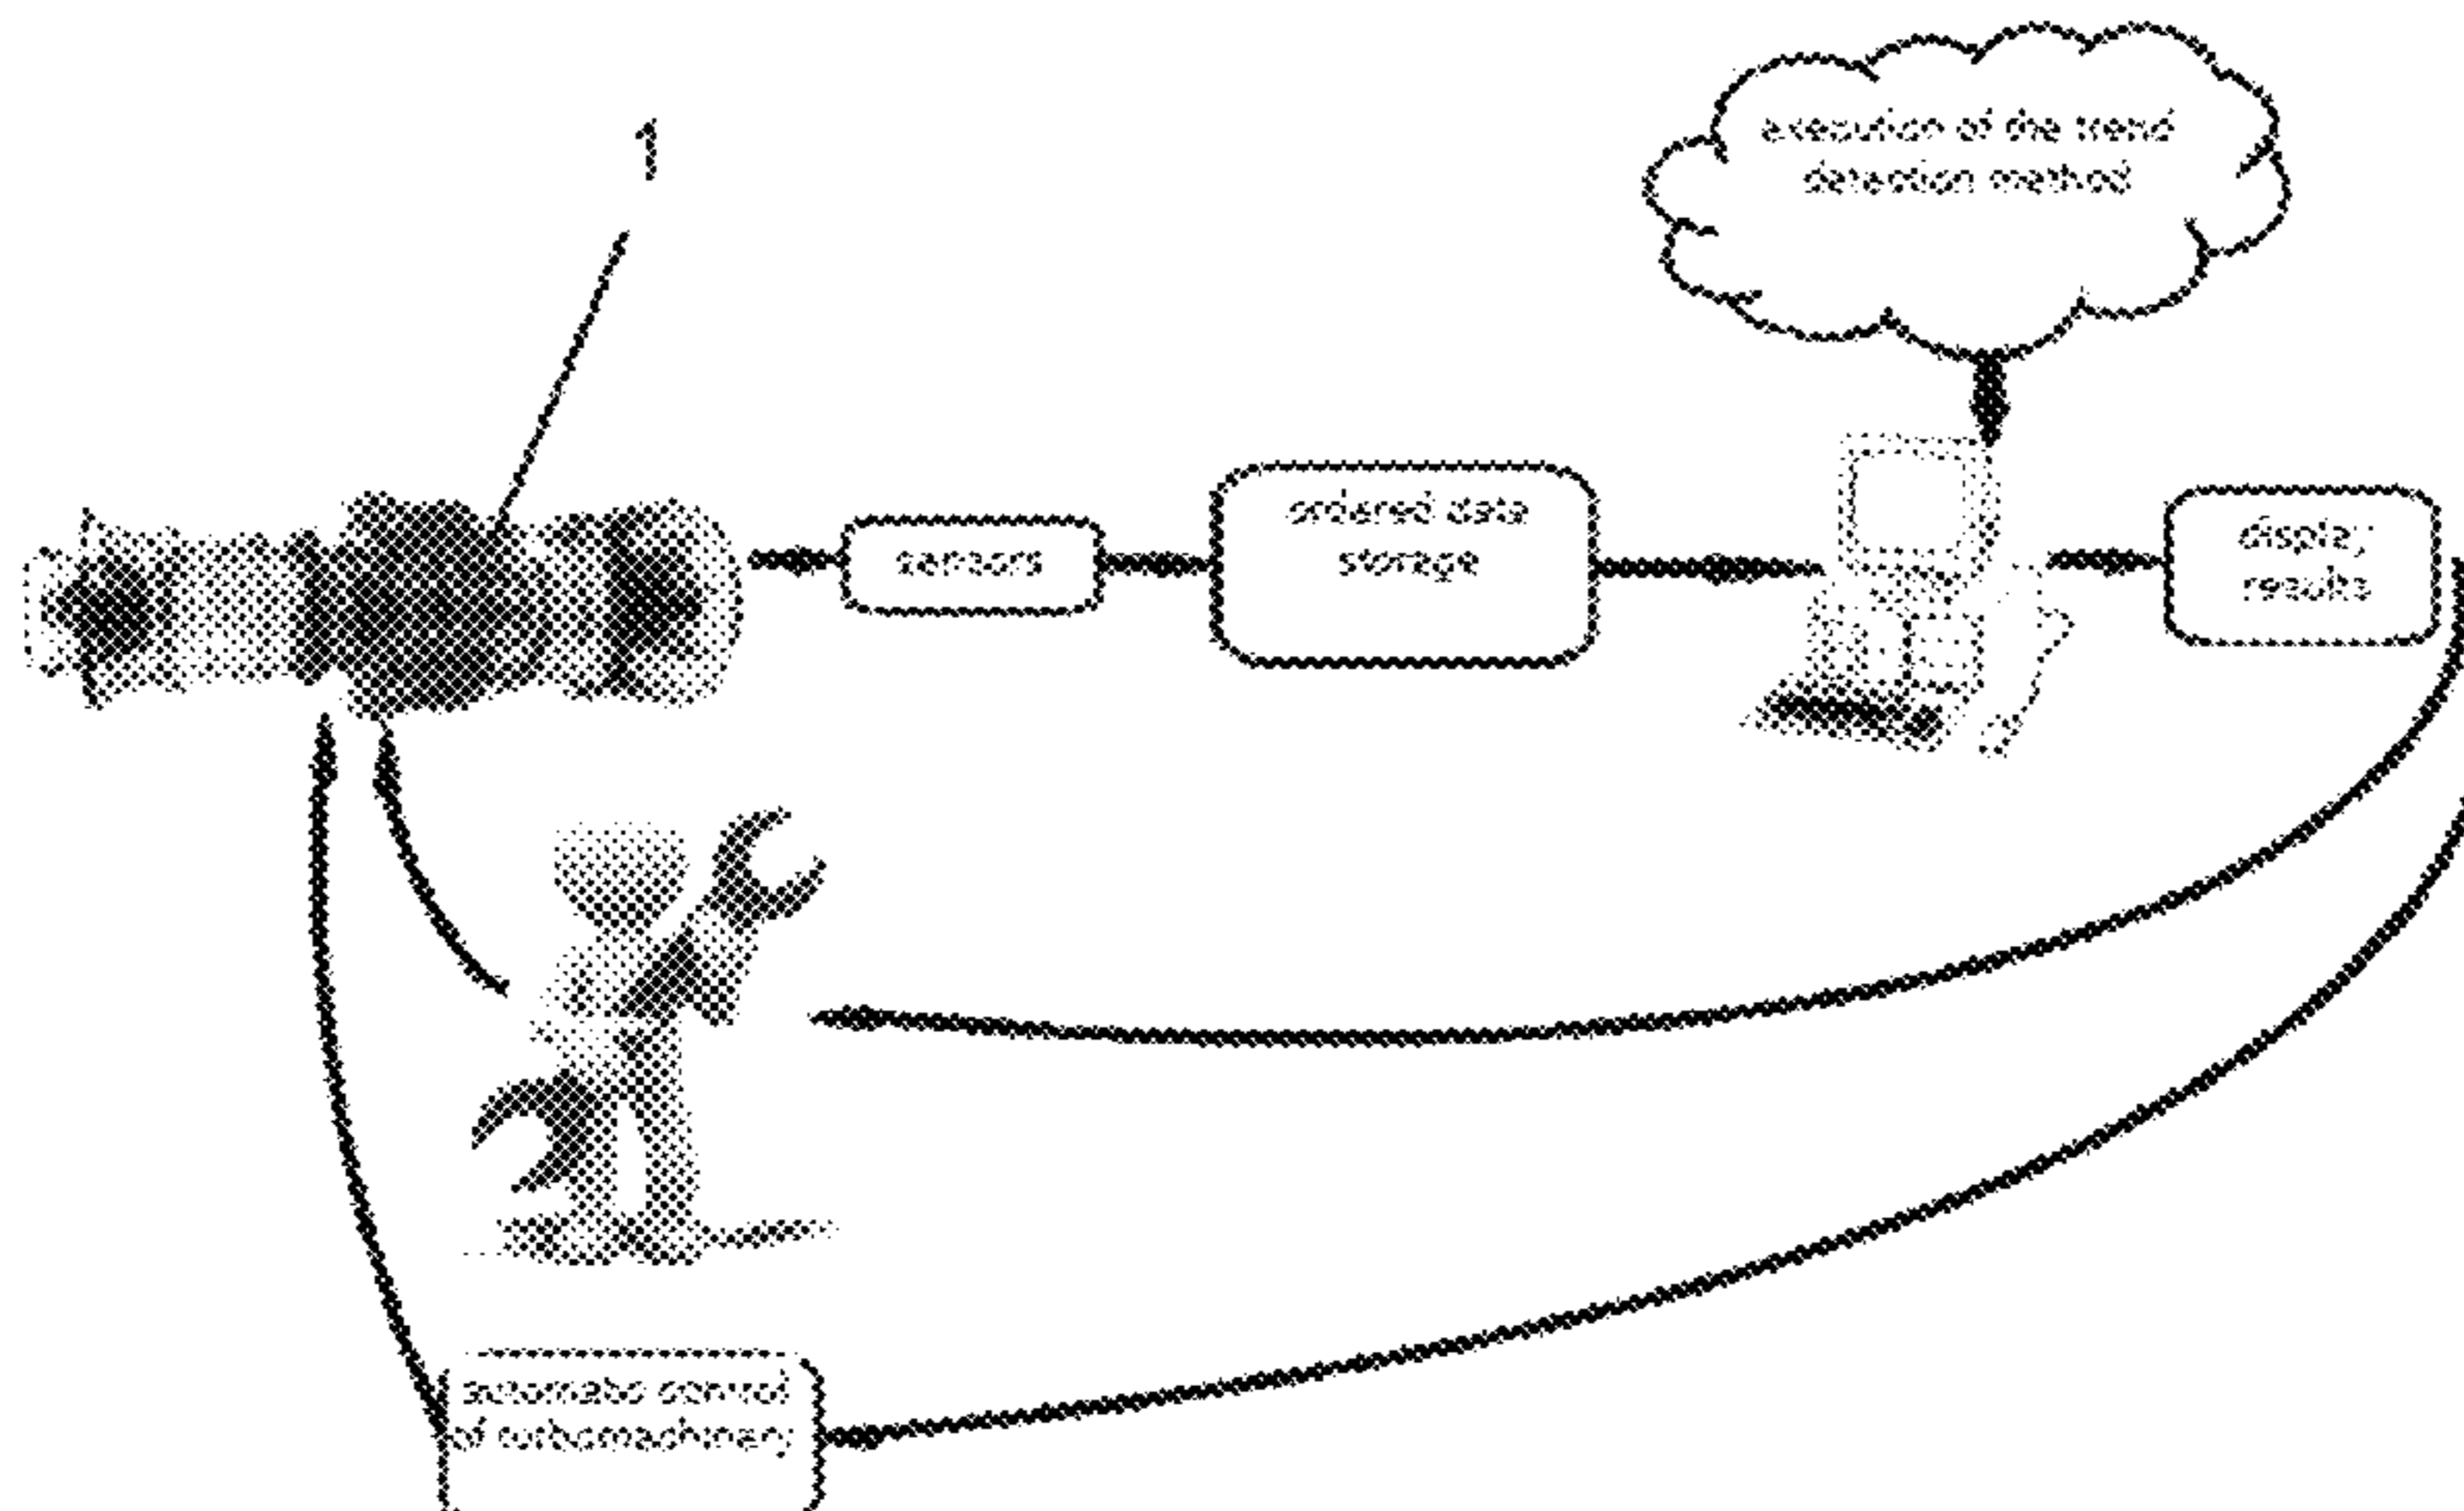 1
execution of the trend
detection method
sensors
ordered data
storage
display
results
automatic control
of turbomachinery